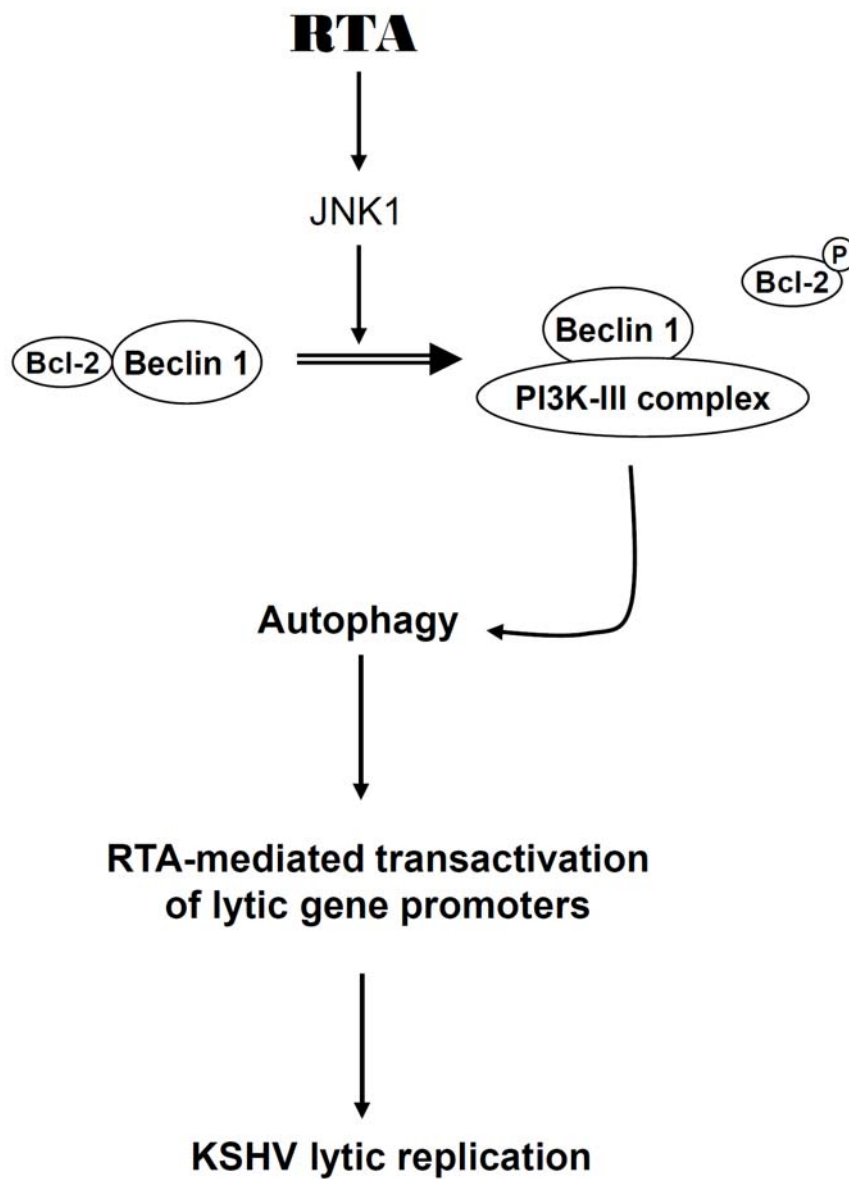 RTA
JNK1
P
Bcl-2
Beclin 1
Bcl-2
Beclin 1
PI3K-III complex
Autophagy
RTA-mediated transactivation
of lytic gene promoters
KSHV lytic replication